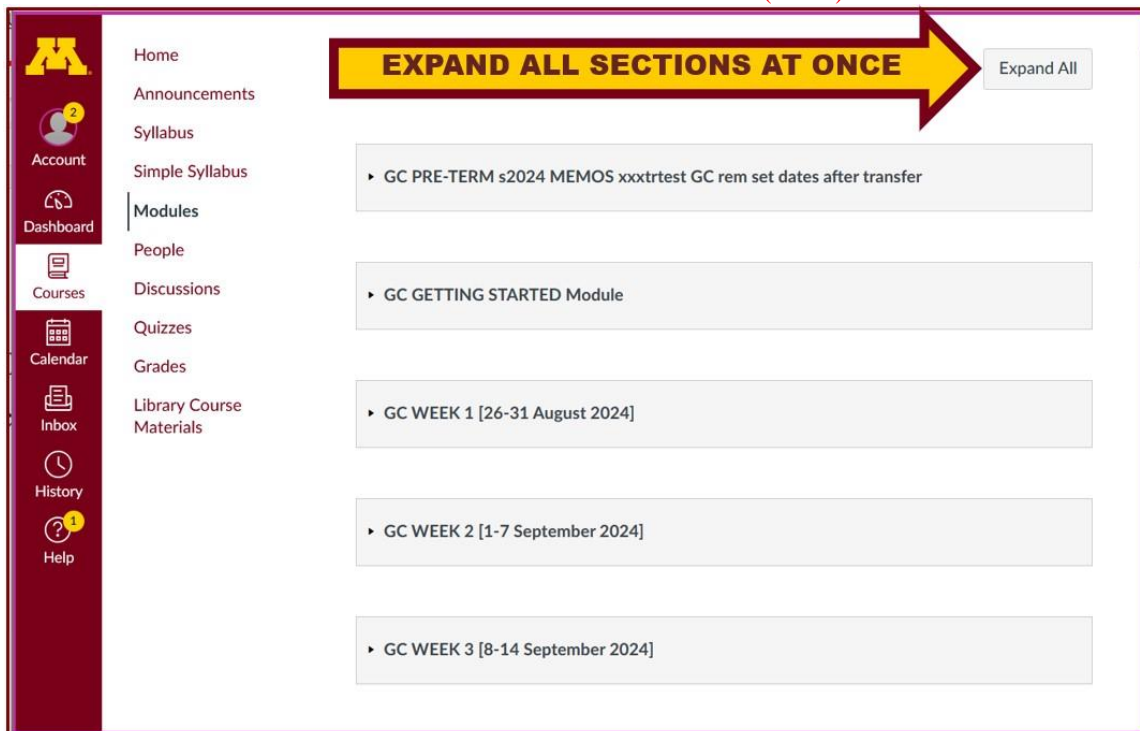 EXPAND ALL SECTIONS AT ONCE
Expand All
M
2
Account
Dashboard
Courses
Calendar
Inbox
History
1
Help
Home
Announcements
Syllabus
Simple Syllabus
Modules
People
Discussions
Quizzes
Grades
Library Course
Materials
▸ GC PRE-TERM s2024 MEMOS xxxtrtest GC rem set dates after transfer
▸ GC GETTING STARTED Module
▸ GC WEEK 1 [26-31 August 2024]
▸ GC WEEK 2 [1-7 September 2024]
▸ GC WEEK 3 [8-14 September 2024]